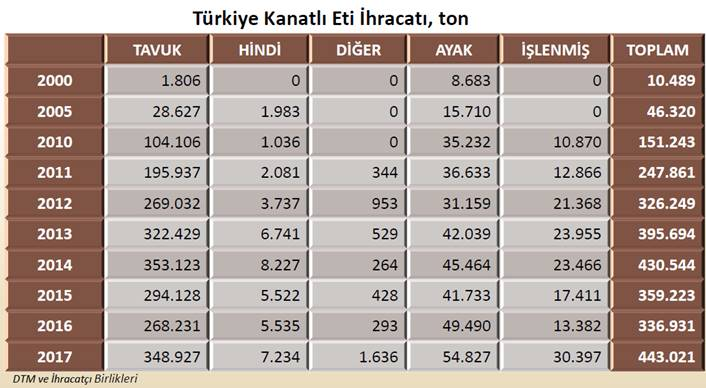 Türkiye Kanatlı Eti İhracatı, ton
TAVUK HİNDİ DİĞER AYAK İŞLENMİŞ TOPLAM
2000 1.806 0 0 8.683 0 10.489
2005 28.627 1.983 0 15.710 0 46.320
2010 104.106 1.036 0 35.232 10.870 151.243
2011 195.937 2.081 344 36.633 12.866 247.861
2012 269.032 3.737 953 31.159 21.368 326.249
2013 322.429 6.741 529 42.039 23.955 395.694
2014 353.123 8.227 264 45.464 23.466 430.544
2015 294.128 5.522 428 41.733 17.411 359.223
2016 268.231 5.535 293 49.490 13.382 336.931
2017 348.927 7.234 1.636 54.827 30.397 443.021
DTM ve İhracatçı Birlikleri